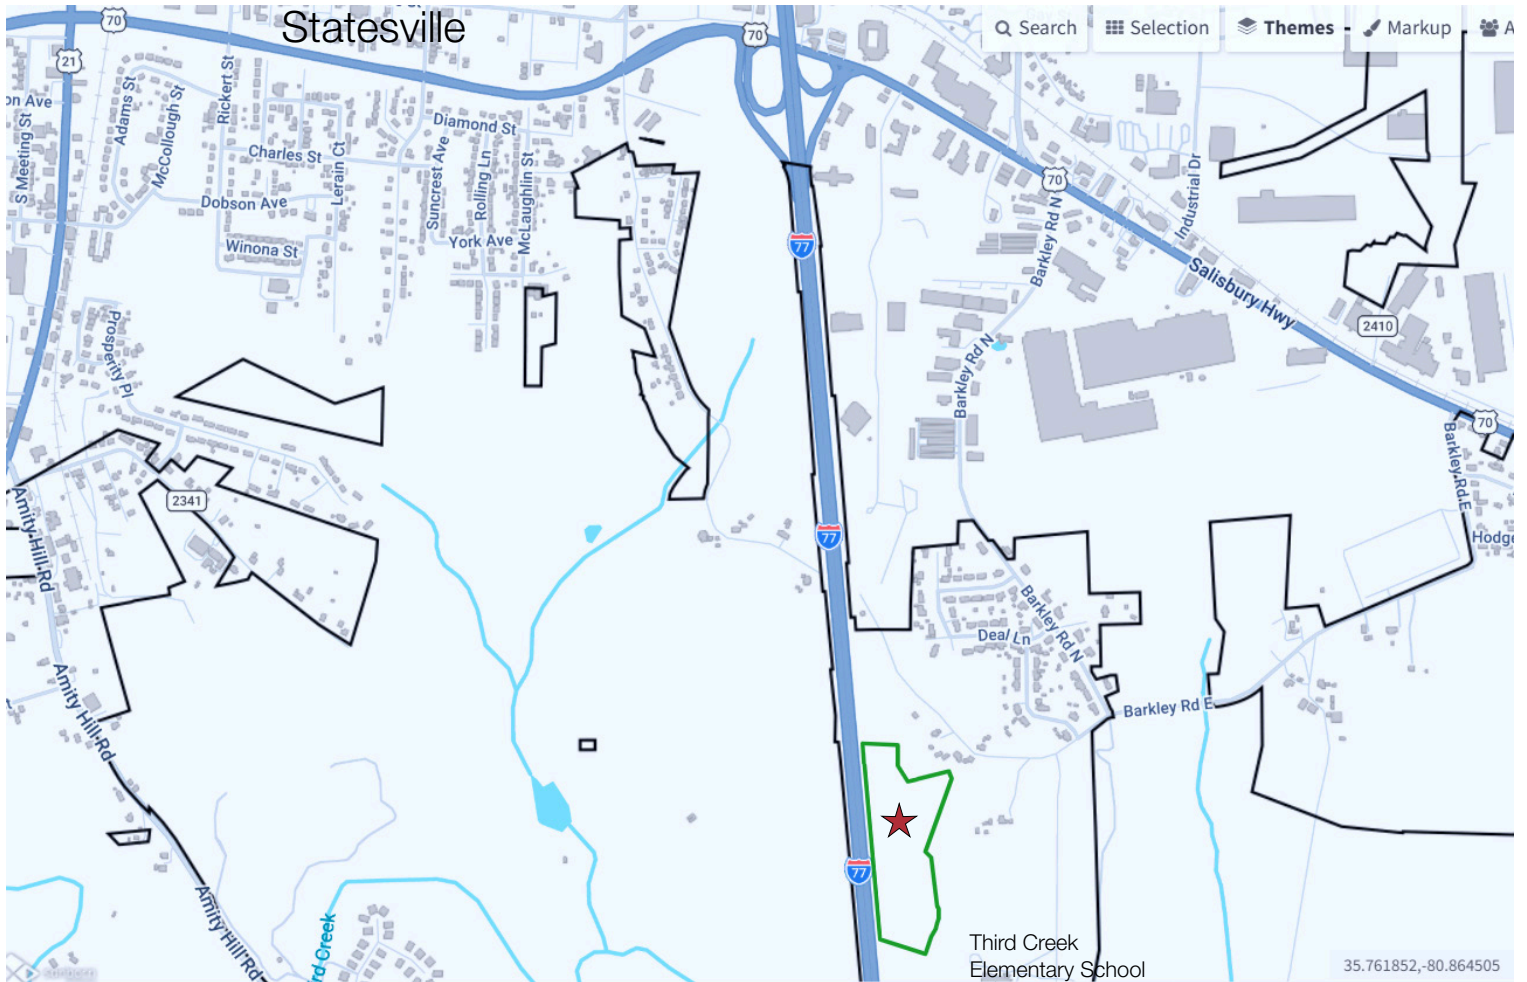 Statesville
70
70
Search
Selection
Themes
Markup
A
21
on Ave
S Meeting St
Adams St
McCollough St
Rickert St
Charles St
Lerain Ct
Dobson Ave
Winona St
Diamond St
Suncrest Ave
Rolling Ln
McLaughlin St
York Ave
77
70
Industrial Dr
Barkley Rd N
Salisbury Hwy
2410
Barkley Rd N
70
Barkley Rd E
Prosperity Pl
2341
Amity Hill Rd
77
Hodge
Barkley Rd N
Deal Ln
Amity Hill Rd
Barkley Rd E
77
Amity Hill Rd
rd Creek
Third Creek
Elementary School
35.761852,-80.864505